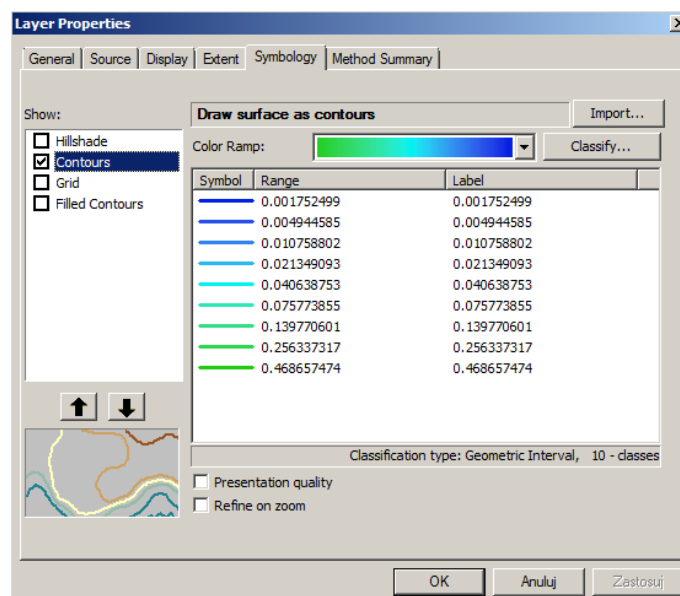 Layer Properties
General Source Display Extent Symbology Method Summary
Show:
Hillshade
Contours
Grid
Filled Contours
Draw surface as contours Import...
Color Ramp: Classify...
Symbol Range Label
0.001752499 0.001752499
0.004944585 0.004944585
0.010758802 0.010758802
0.021349093 0.021349093
0.040638753 0.040638753
0.075773855 0.075773855
0.139770601 0.139770601
0.256337317 0.256337317
0.468657474 0.468657474
Classification type: Geometric Interval, 10 - classes
Presentation quality
Refine on zoom
OK Anuluj Zastosuj